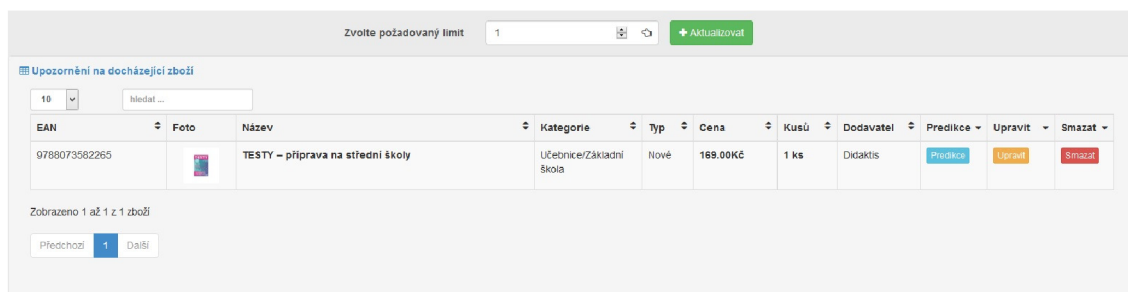 Zvolte požadovaný limit 1 Aktualizovat
Upozornění na docházející zboží
10 hledat ...
EAN Foto Název Kategorie Typ Cena Kusů Dodavatel Predikce Upravit Smazat
9788073582265 TESTY – příprava na střední školy Učebnice/Základní Nové 169.00Kč 1 ks Didaktis Predikce Upravit Smazat
škola
Zobrazeno 1 až 1 z 1 zboží
Předchozí 1 Další